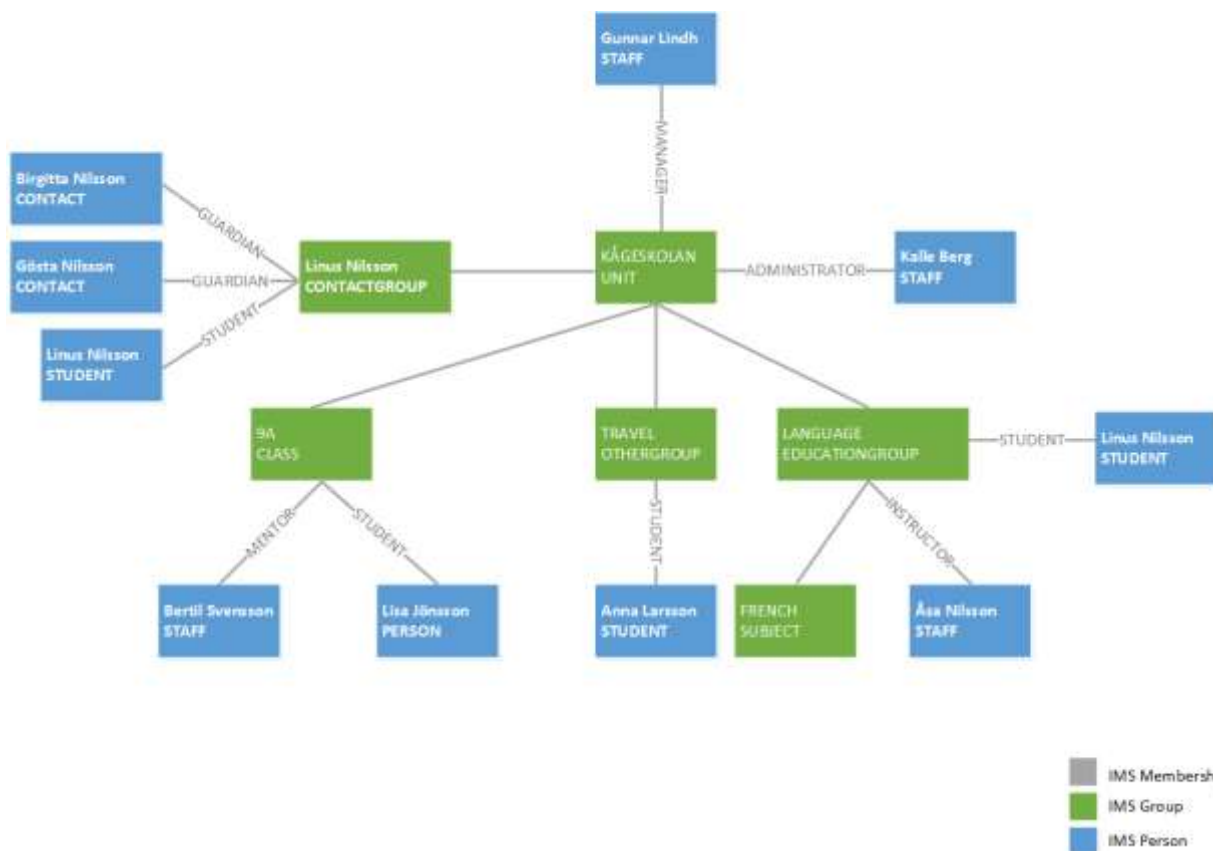 Gunnar Lindh
STAFF
MANAGER
Birgitta Nilsson
CONTACT
GUARDIAN
Gösta Nilsson
CONTACT
GUARDIAN
Linus Nilsson
CONTACTGROUP
KÅGESKOLAN
UNIT
ADMINISTRATOR
Kalle Berg
STAFF
Linus Nilsson
STUDENT
STUDENT
9A
CLASS
TRAVEL
OTHERGROUP
LANGUAGE
EDUCATIONGROUP
STUDENT
Linus Nilsson
STUDENT
MENTOR
STUDENT
STUDENT
INSTRUCTOR
Bertil Svensson
STAFF
Lisa Jönsson
PERSON
Anna Larsson
STUDENT
FRENCH
SUBJECT
Åsa Nilsson
STAFF
IMS Membersh
IMS Group
IMS Person